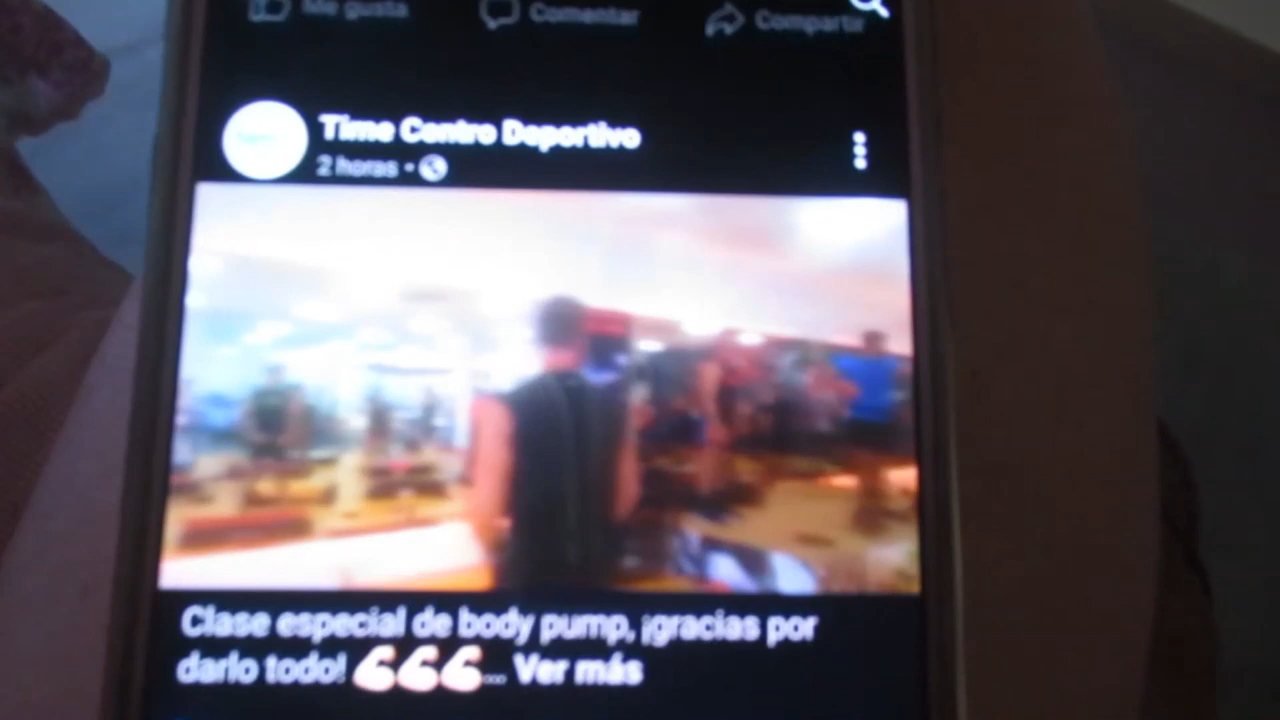 Me gusta Comentar Compartir
Time Centro Deportivo
2 horas ·
Clase especial de body pump, ¡gracias por
darlo todo! 💪💪💪... Ver más